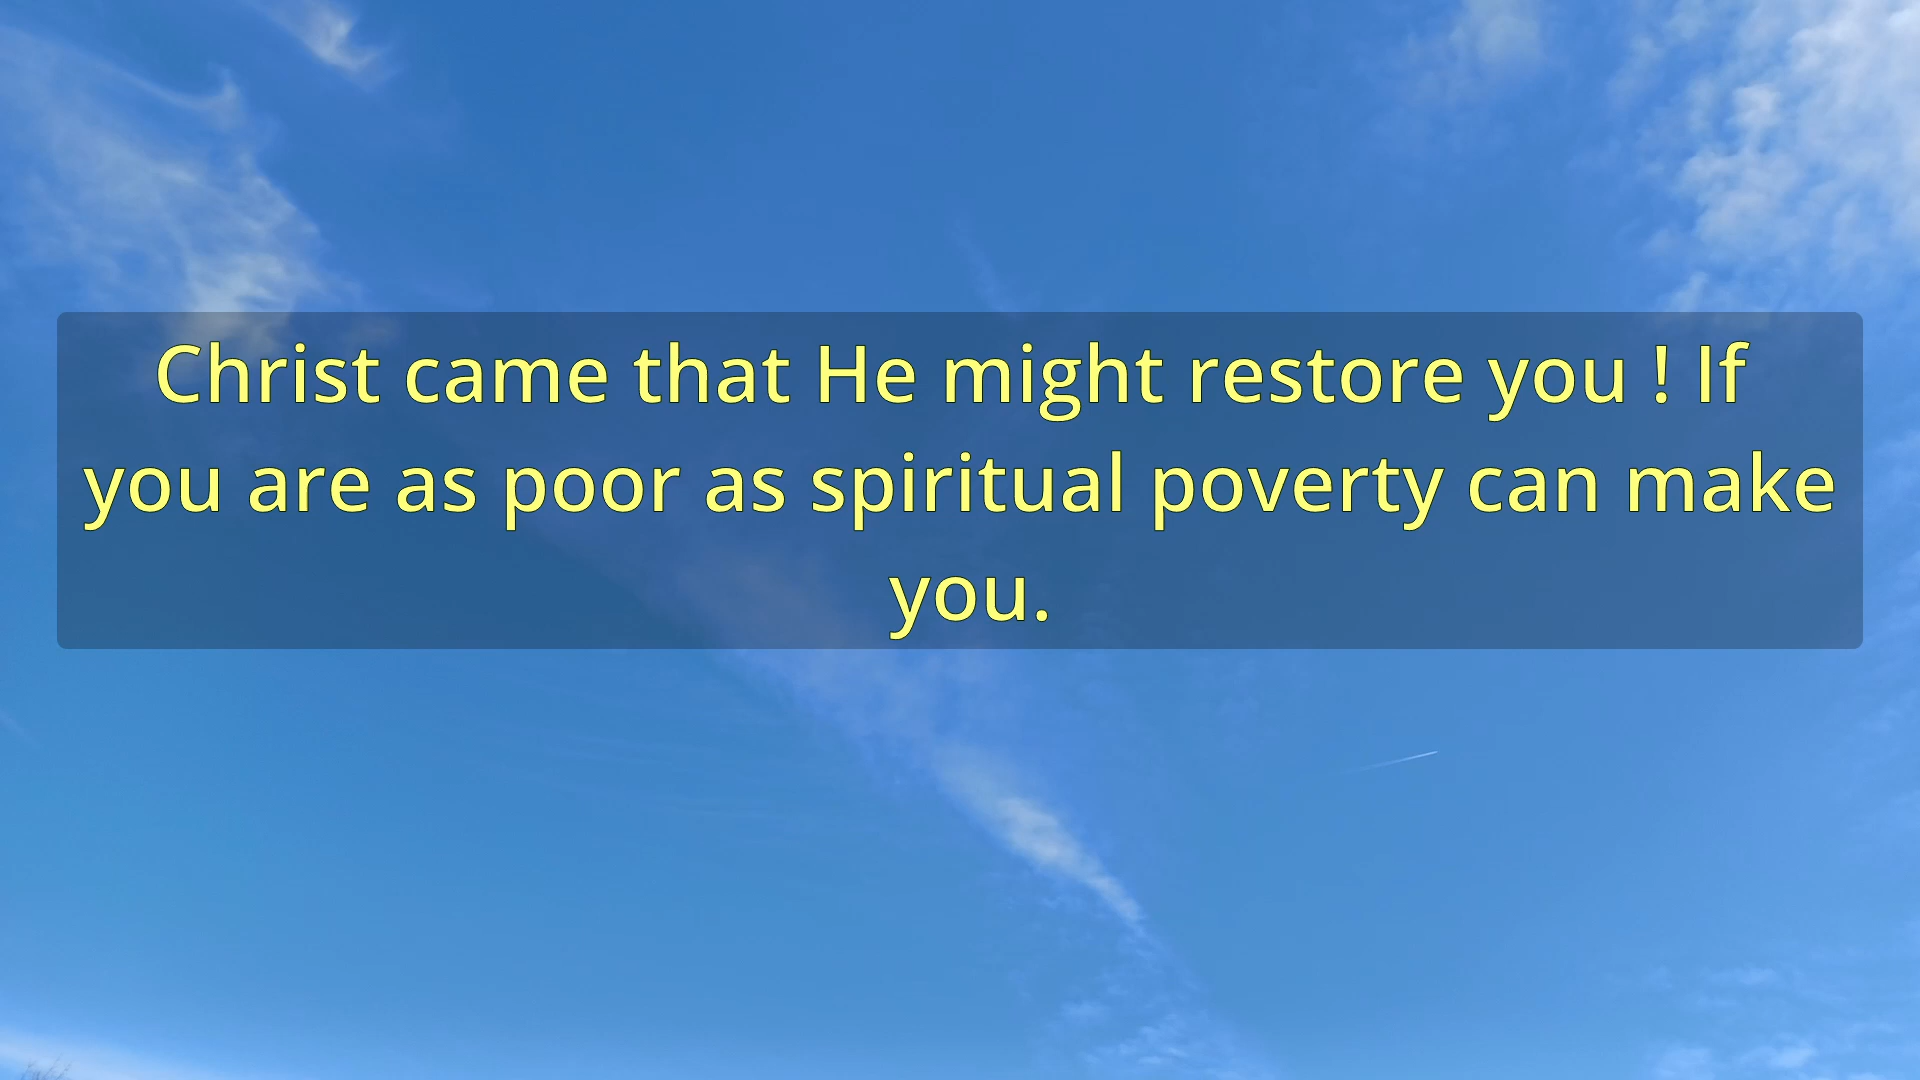 Christ came that He might restore you ! If
you are as poor as spiritual poverty can make
you.